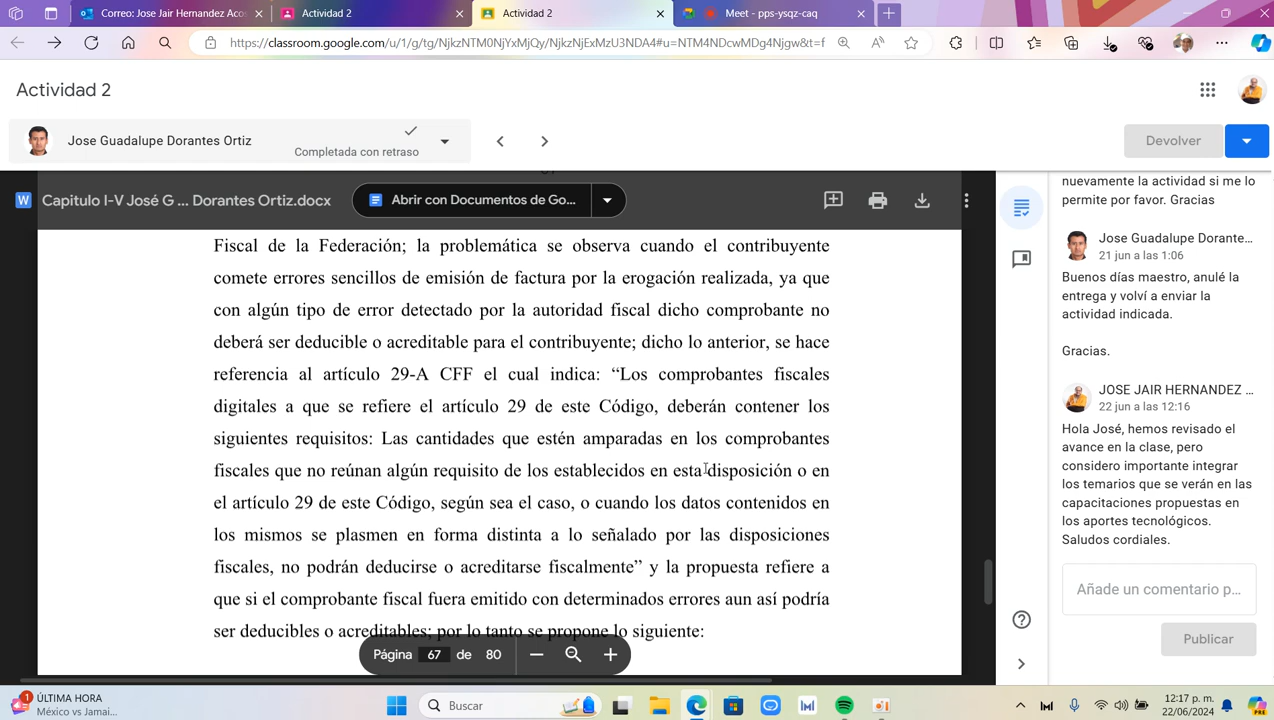 Correo: Jose Jair Hernandez Acos
Actividad 2
Actividad 2
Meet - pps-ysqz-caq
https://classroom.google.com/u/1/g/tg/NjkzNTM0NjYxMjQy/NjkzNjExMzU3NDA4#u=NTM4NDcwMDg4Njgw&t=f
Actividad 2
Jose Guadalupe Dorantes Ortiz
Completada con retraso
Devolver
Capitulo I-V José G ... Dorantes Ortiz.docx
Abrir con Documentos de Go...
Fiscal de la Federación; la problemática se observa cuando el contribuyente
comete errores sencillos de emisión de factura por la erogación realizada, ya que
con algún tipo de error detectado por la autoridad fiscal dicho comprobante no
deberá ser deducible o acreditable para el contribuyente; dicho lo anterior, se hace
referencia al artículo 29-A CFF el cual indica: “Los comprobantes fiscales
digitales a que se refiere el artículo 29 de este Código, deberán contener los
siguientes requisitos: Las cantidades que estén amparadas en los comprobantes
fiscales que no reúnan algún requisito de los establecidos en esta disposición o en
el artículo 29 de este Código, según sea el caso, o cuando los datos contenidos en
los mismos se plasmen en forma distinta a lo señalado por las disposiciones
fiscales, no podrán deducirse o acreditarse fiscalmente” y la propuesta refiere a
que si el comprobante fiscal fuera emitido con determinados errores aun así podría
ser deducibles o acreditables; por lo tanto se propone lo siguiente:
Página 67 de 80
nuevamente la actividad si me lo
permite por favor. Gracias
Jose Guadalupe Dorante...
21 jun a las 1:06
Buenos días maestro, anulé la
entrega y volví a enviar la
actividad indicada.
Gracias.
JOSE JAIR HERNANDEZ ...
22 jun a las 12:16
Hola José, hemos revisado el
avance en la clase, pero
considero importante integrar
los temarios que se verán en las
capacitaciones propuestas en
los aportes tecnológicos.
Saludos cordiales.
Añade un comentario p...
Publicar
1
ÚLTIMA HORA
México vs Jamai...
Buscar
12:17 p. m.
22/06/2024